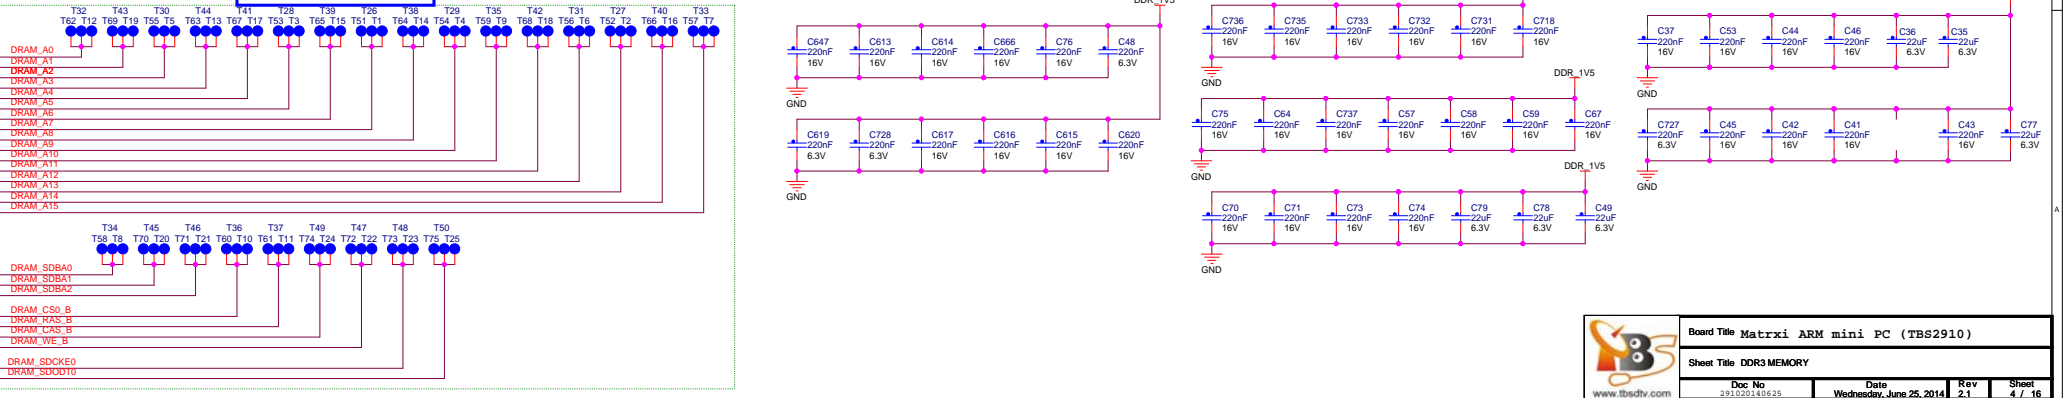 T32 T43 T30 T44 T41 T28 T39 T26 T38 T29 T35 T42 T31 T27 T40 T33
T62 T12 T69 T19 T55 T5 T63 T13 T67 T17 T53 T3 T65 T15 T51 T1 T64 T14 T54 T4 T59 T9 T68 T18 T56 T6 T52 T2 T66 T16 T57 T7
DRAM_A0
DRAM_A1
DRAM_A2
DRAM_A3
DRAM_A4
DRAM_A5
DRAM_A6
DRAM_A7
DRAM_A8
DRAM_A9
DRAM_A10
DRAM_A11
DRAM_A12
DRAM_A13
DRAM_A14
DRAM_A15
T34 T45 T46 T36 T37 T49 T47 T48 T50
T58 T8 T70 T20 T71 T21 T60 T10 T61 T11 T74 T24 T72 T22 T73 T23 T75 T25
DRAM_SDBA0
DRAM_SDBA1
DRAM_SDBA2
DRAM_CS0_B
DRAM_RAS_B
DRAM_CAS_B
DRAM_WE_B
DRAM_SDCKE0
DRAM_SDODT0
DDR_1V5
C647 C613 C614 C666 C76 C48
220nF 220nF 220nF 220nF 220nF 220nF
16V 16V 16V 16V 16V 6.3V
GND
C619 C728 C617 C616 C615 C620
220nF 220nF 220nF 220nF 220nF 220nF
6.3V 6.3V 16V 16V 16V 16V
GND
C736 C735 C733 C732 C731 C718
220nF 220nF 220nF 220nF 220nF 220nF
16V 16V 16V 16V 16V 16V
GND
DDR_1V5
C75 C64 C737 C57 C58 C59 C67
220nF 220nF 220nF 220nF 220nF 220nF 220nF
16V 16V 16V 16V 16V 16V 16V
GND
DDR_1V5
C70 C71 C73 C74 C79 C78 C49
220nF 220nF 220nF 220nF 22uF 22uF 22uF
16V 16V 16V 16V 6.3V 6.3V 6.3V
GND
C37 C53 C44 C46 C36 C35
220nF 220nF 220nF 220nF 22uF 22uF
16V 16V 16V 16V 6.3V 6.3V
GND
C727 C45 C42 C41 C43 C77
220nF 220nF 220nF 220nF 220nF 22uF
6.3V 16V 16V 16V 16V 6.3V
GND
A
TBS
www.tbsdtv.com
Board Title Matrxi ARM mini PC (TBS2910)
Sheet Title DDR3 MEMORY
Doc No Date Rev Sheet
291020140625 Wednesday, June 25, 2014 2.1 4 / 16